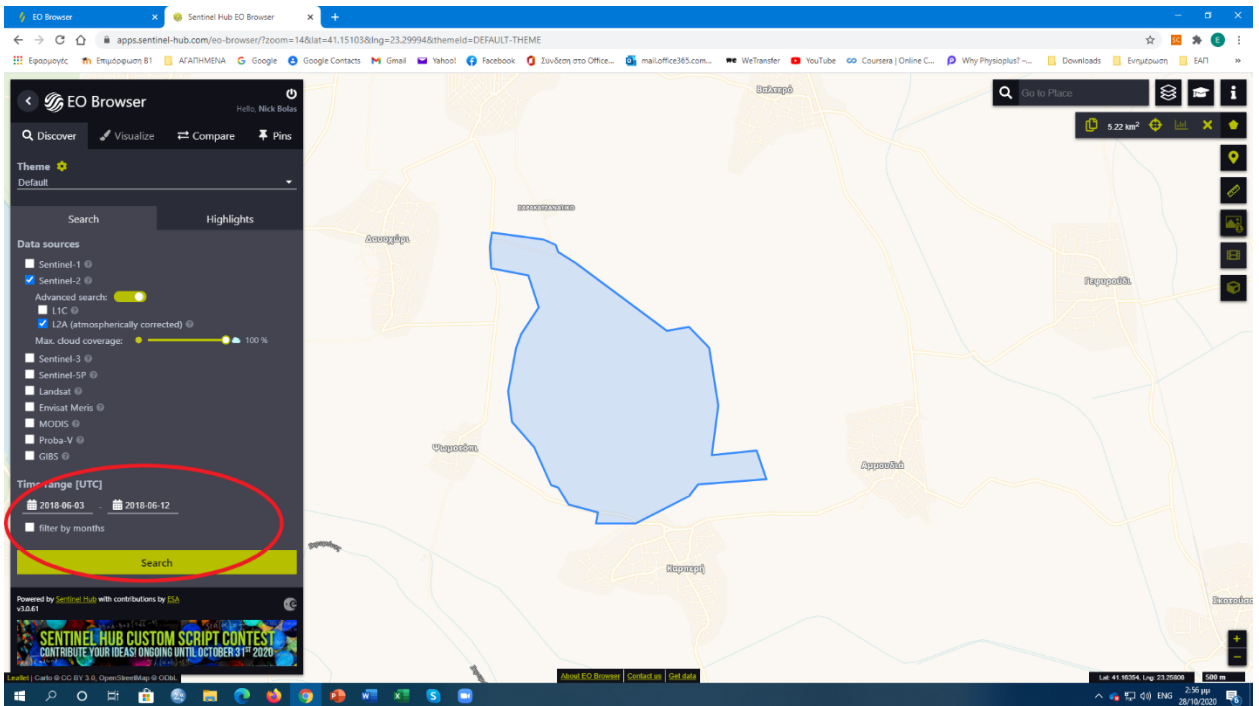 EO Browser
Sentinel Hub EO Browser
apps.sentinel-hub.com/eo-browser/?zoom=14&lat=41.15103&lng=23.29994&themeId=DEFAULT-THEME
Εφαρμογές Επιμόρφωση Β1 ΑΓΑΠΗΜΕΝΑ Google Google Contacts Gmail Yahoo! Facebook Σύνδεση στο Office... mail.office365.com... WeTransfer YouTube Coursera | Online C... Why Physioplus? –... Downloads Ενημέρωση ΕΑΠ »
EO Browser
Hello, Nick Bolas
Discover Visualize Compare Pins
Theme
Default
Search Highlights
Data sources
Sentinel-1
Sentinel-2
Advanced search:
L1C
L2A (atmospherically corrected)
Max. cloud coverage: 100 %
Sentinel-3
Sentinel-5P
Landsat
Envisat Meris
MODIS
Proba-V
GIBS
Time range [UTC]
2018-06-03 - 2018-06-12
filter by months
Search
Powered by Sentinel Hub with contributions by ESA
v3.0.61
SENTINEL HUB CUSTOM SCRIPT CONTEST
CONTRIBUTE YOUR IDEAS! ONGOING UNTIL OCTOBER 31ST 2020
Leaflet | Carto © CC BY 3.0, OpenStreetMap © ODbL
Go to Place
5.22 km²
Βαλτερό
ΣΑΡΑΚΑΤΣΑΝΑΙΙΚΟ
Δασοχώρι
Γεφυρούδι
Ψωμοτόπι
Αμμουδιά
Καρπερή
About EO Browser Contact us Get data
Lat: 41.16354, Lng: 23.25806 500 m
ENG
2:56 μμ
28/10/2020